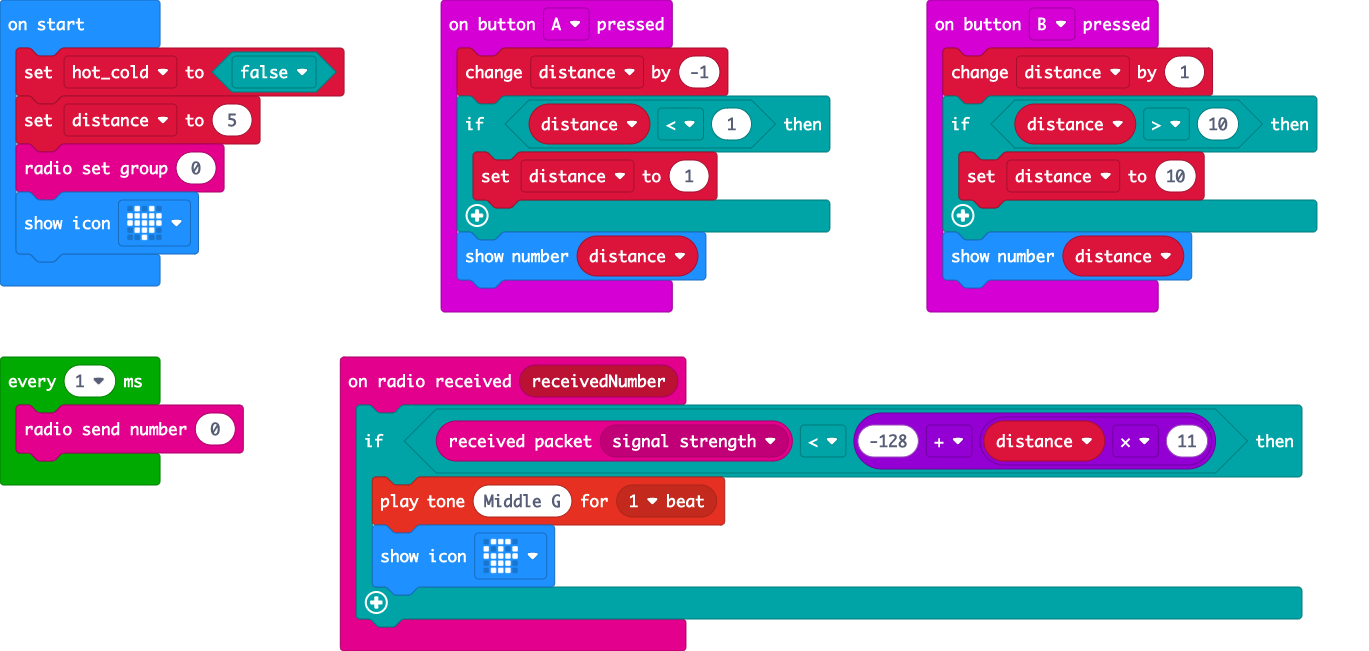 on start
set hot_cold to false
set distance to 5
radio set group 0
show icon
on button A pressed
change distance by -1
if distance < 1 then
set distance to 1
show number distance
on button B pressed
change distance by 1
if distance > 10 then
set distance to 10
show number distance
every 1 ms
radio send number 0
on radio received receivedNumber
if received packet signal strength < -128 + distance × 11 then
play tone Middle G for 1 beat
show icon